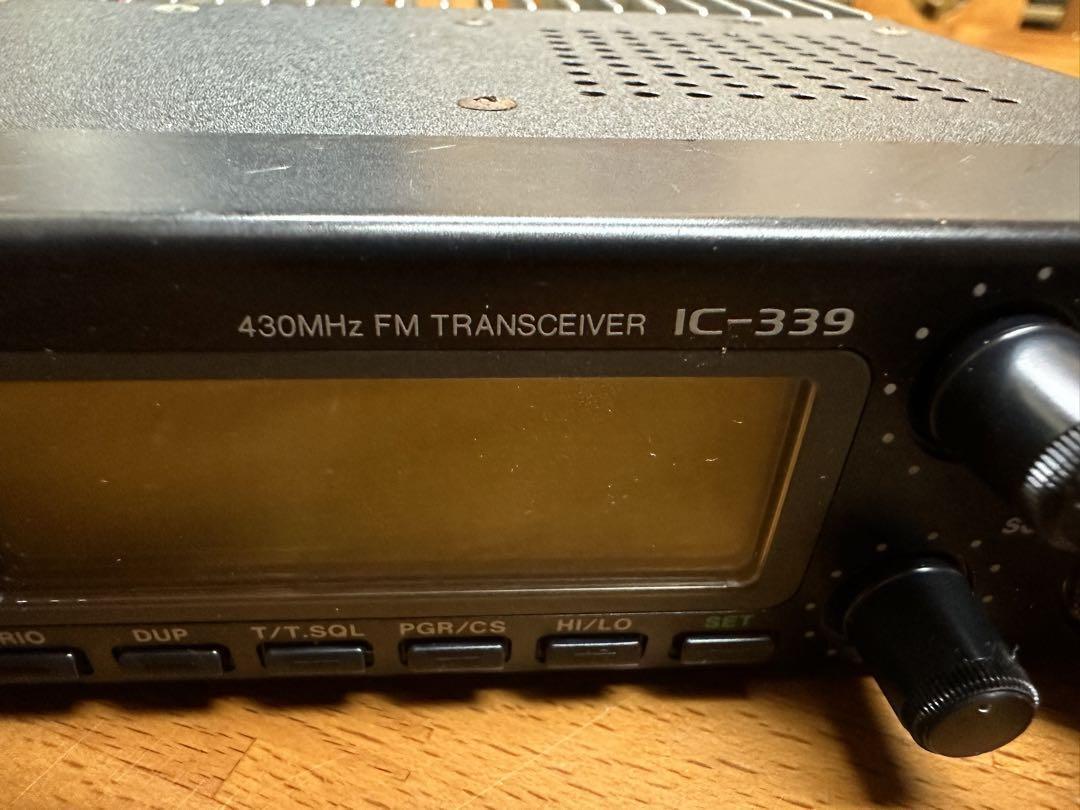 430MHz FM TRANSCEIVER IC-339
DUP T/T.SQL PGR/CS HI/LO SET